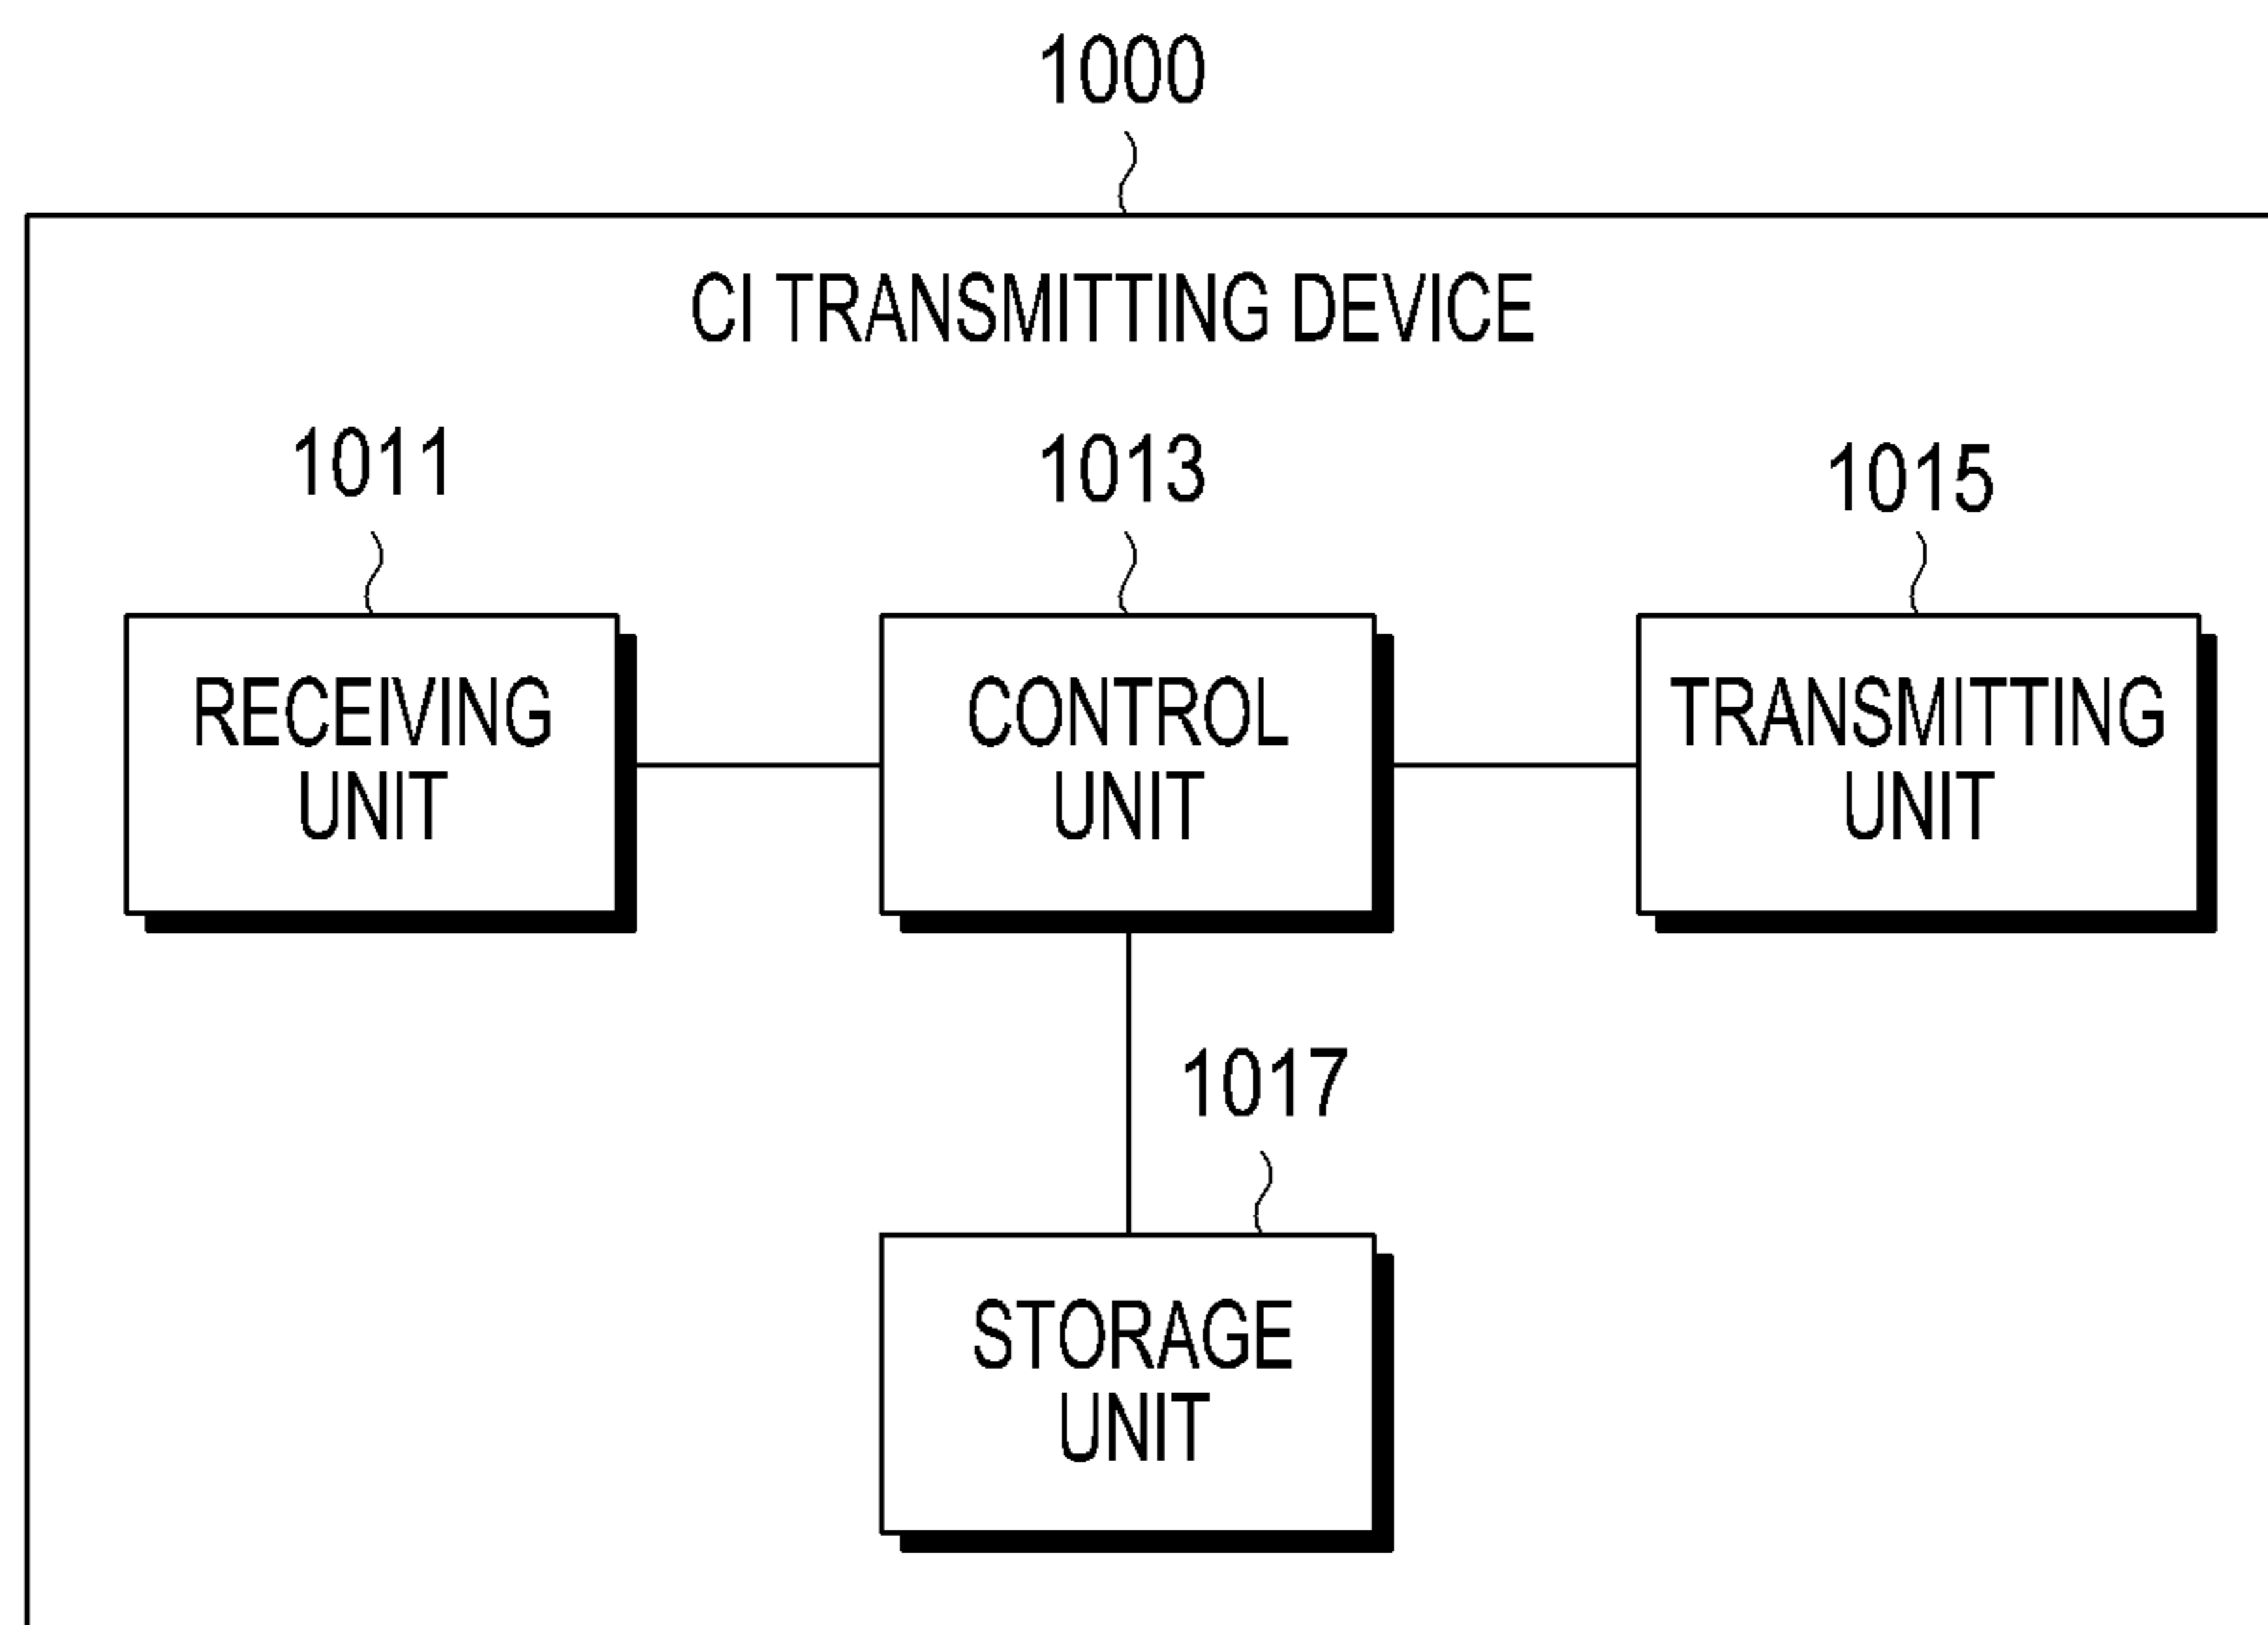 1000
CI TRANSMITTING DEVICE
1011
1013
1015
RECEIVING
UNIT
CONTROL
UNIT
TRANSMITTING
UNIT
1017
STORAGE
UNIT